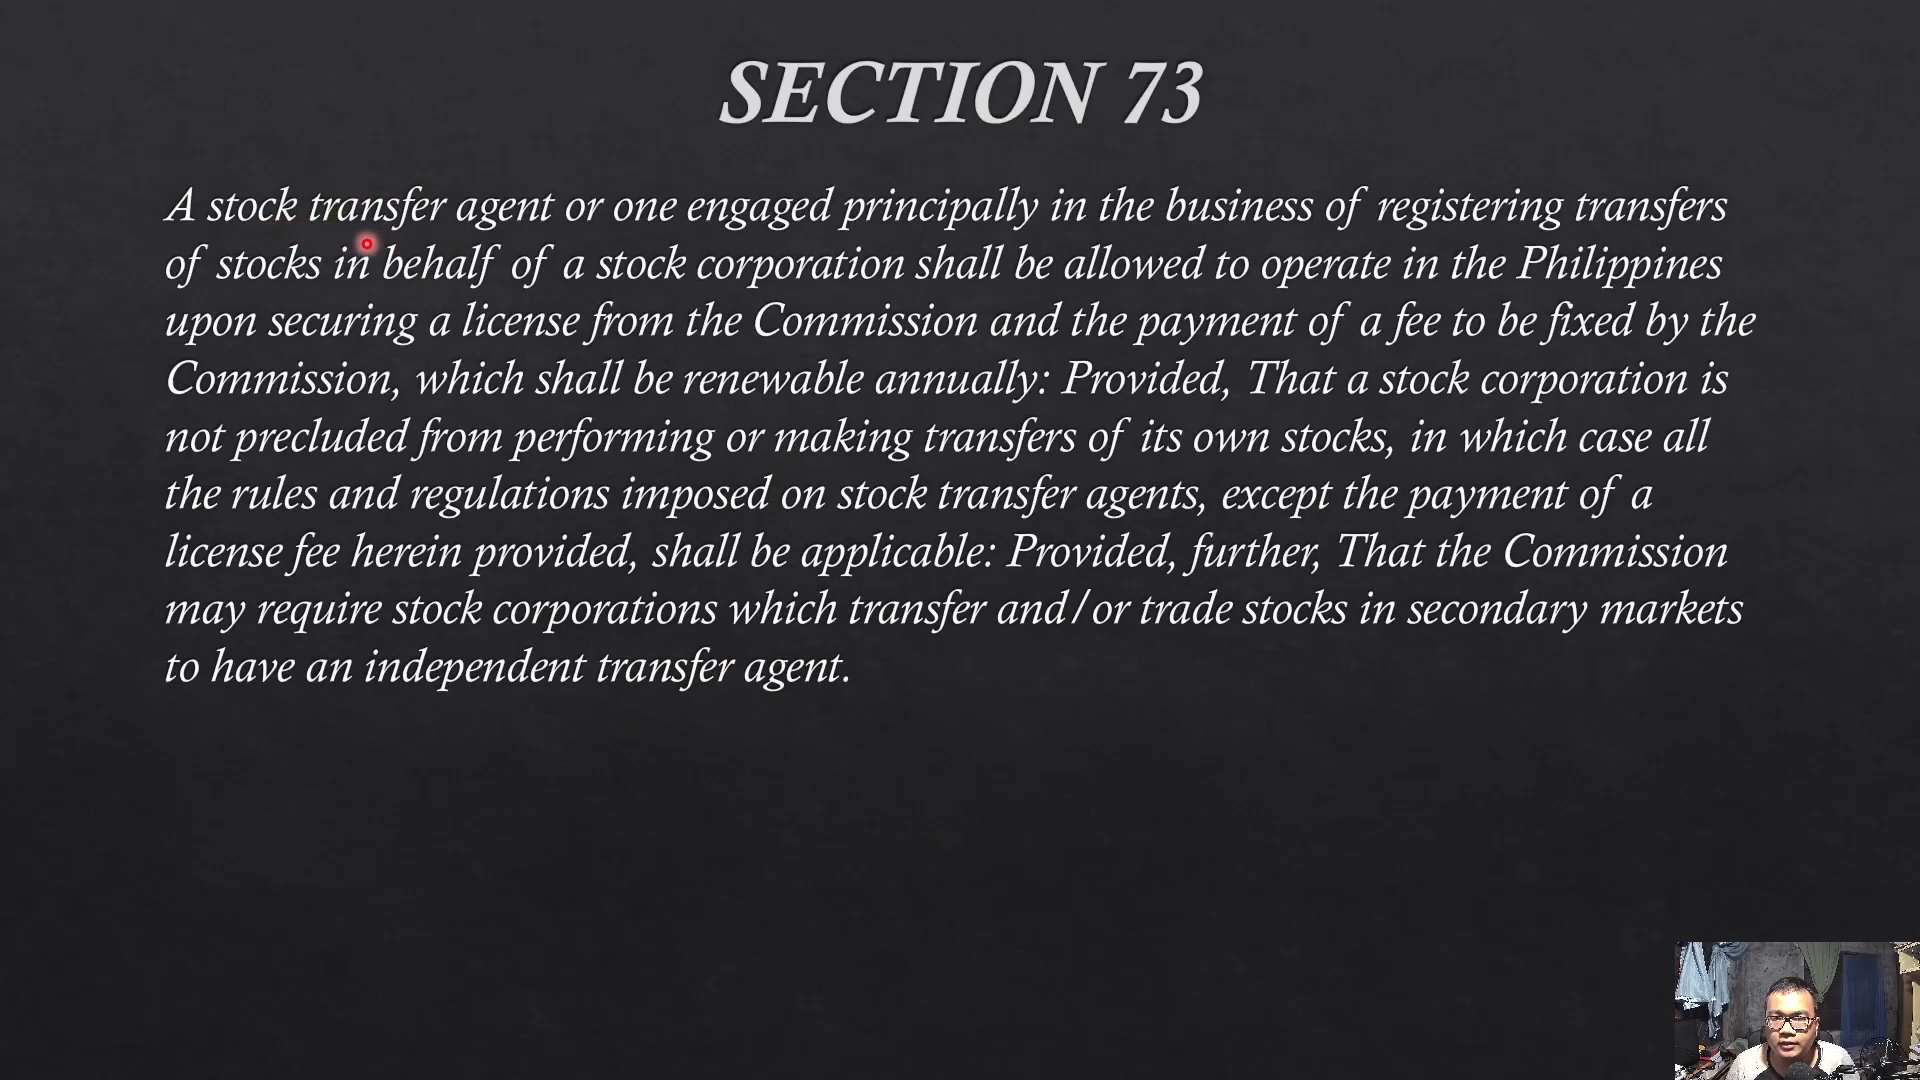 SECTION 73
A stock transfer agent or one engaged principally in the business of registering transfers
of stocks in behalf of a stock corporation shall be allowed to operate in the Philippines
upon securing a license from the Commission and the payment of a fee to be fixed by the
Commission, which shall be renewable annually: Provided, That a stock corporation is
not precluded from performing or making transfers of its own stocks, in which case all
the rules and regulations imposed on stock transfer agents, except the payment of a
license fee herein provided, shall be applicable: Provided, further, That the Commission
may require stock corporations which transfer and/or trade stocks in secondary markets
to have an independent transfer agent.